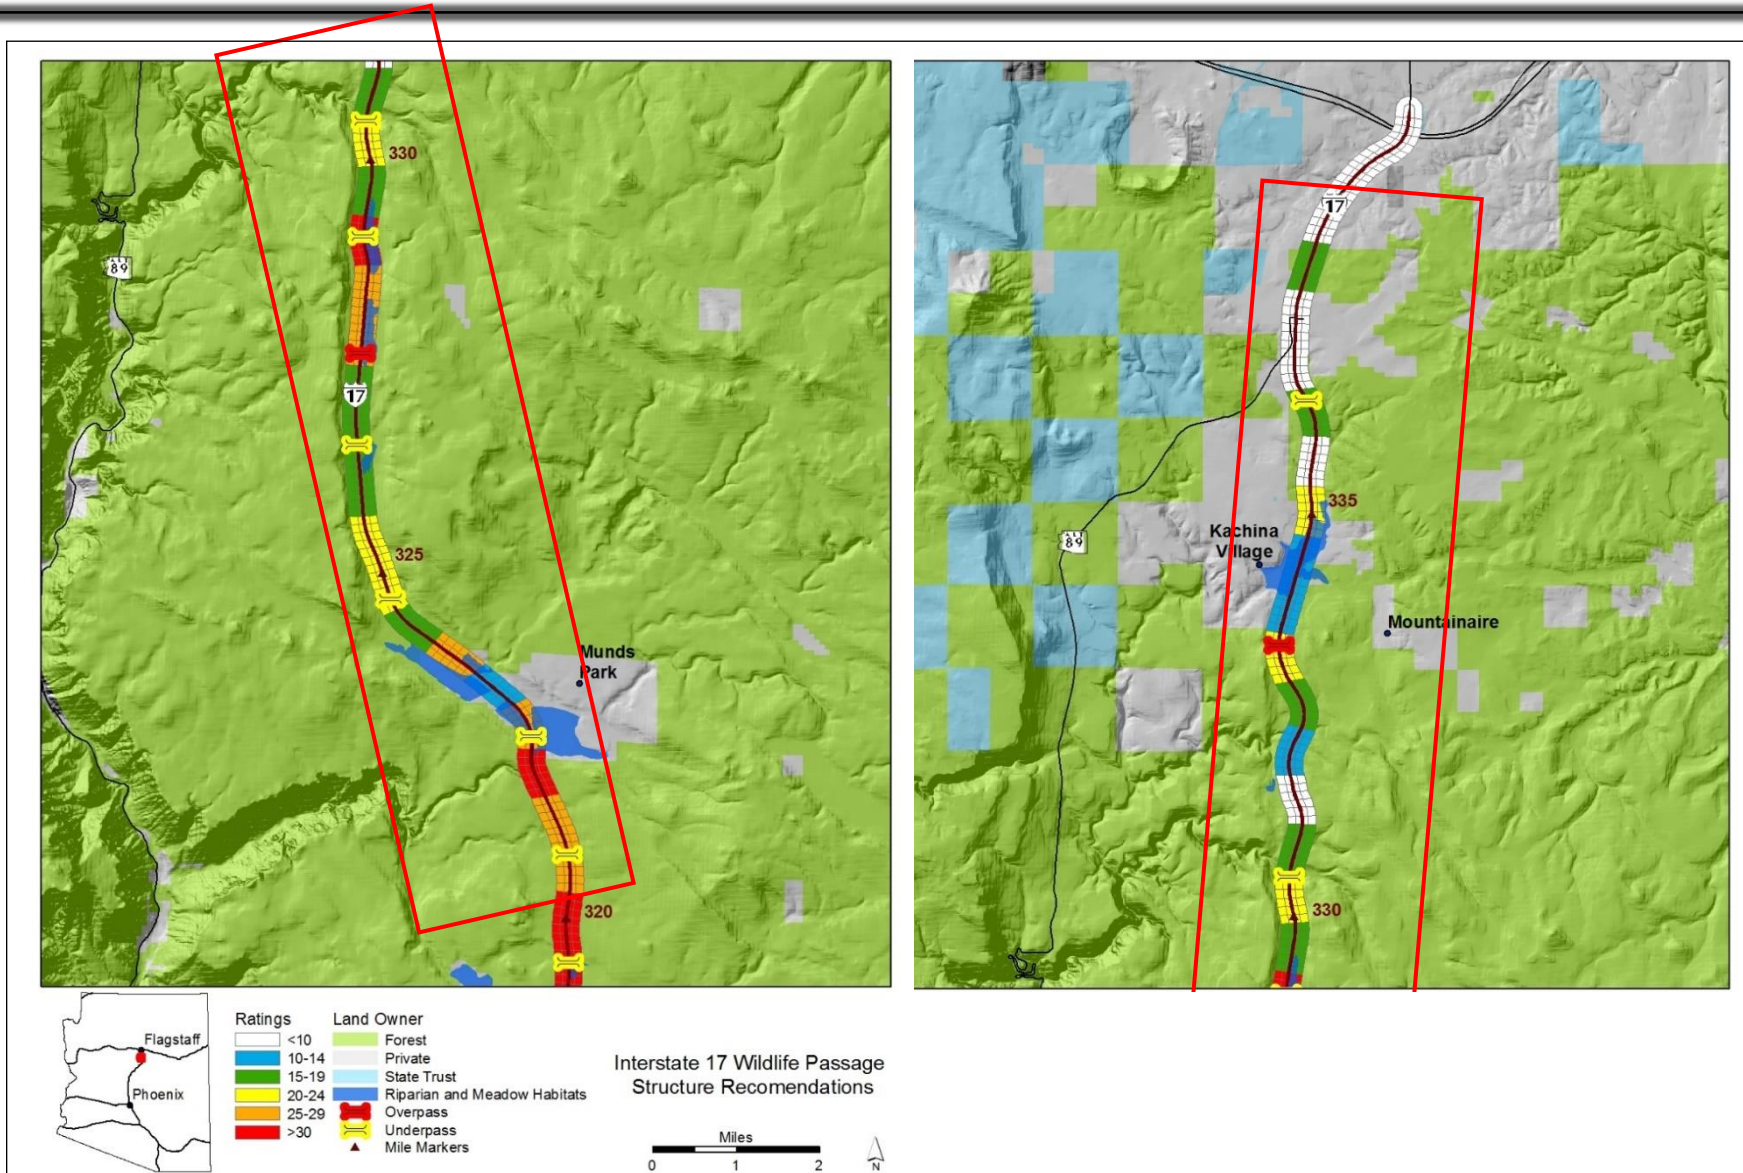 330
ALT
89
17
325
Munds
Park
320
17
335
Kachina
Village
ALT
89
Mountainaire
330
Flagstaff
Phoenix
Ratings
<10
10-14
15-19
20-24
25-29
>30
Land Owner
Forest
Private
State Trust
Riparian and Meadow Habitats
Overpass
Underpass
Mile Markers
Interstate 17 Wildlife Passage
Structure Recomendations
Miles
0 1 2
N